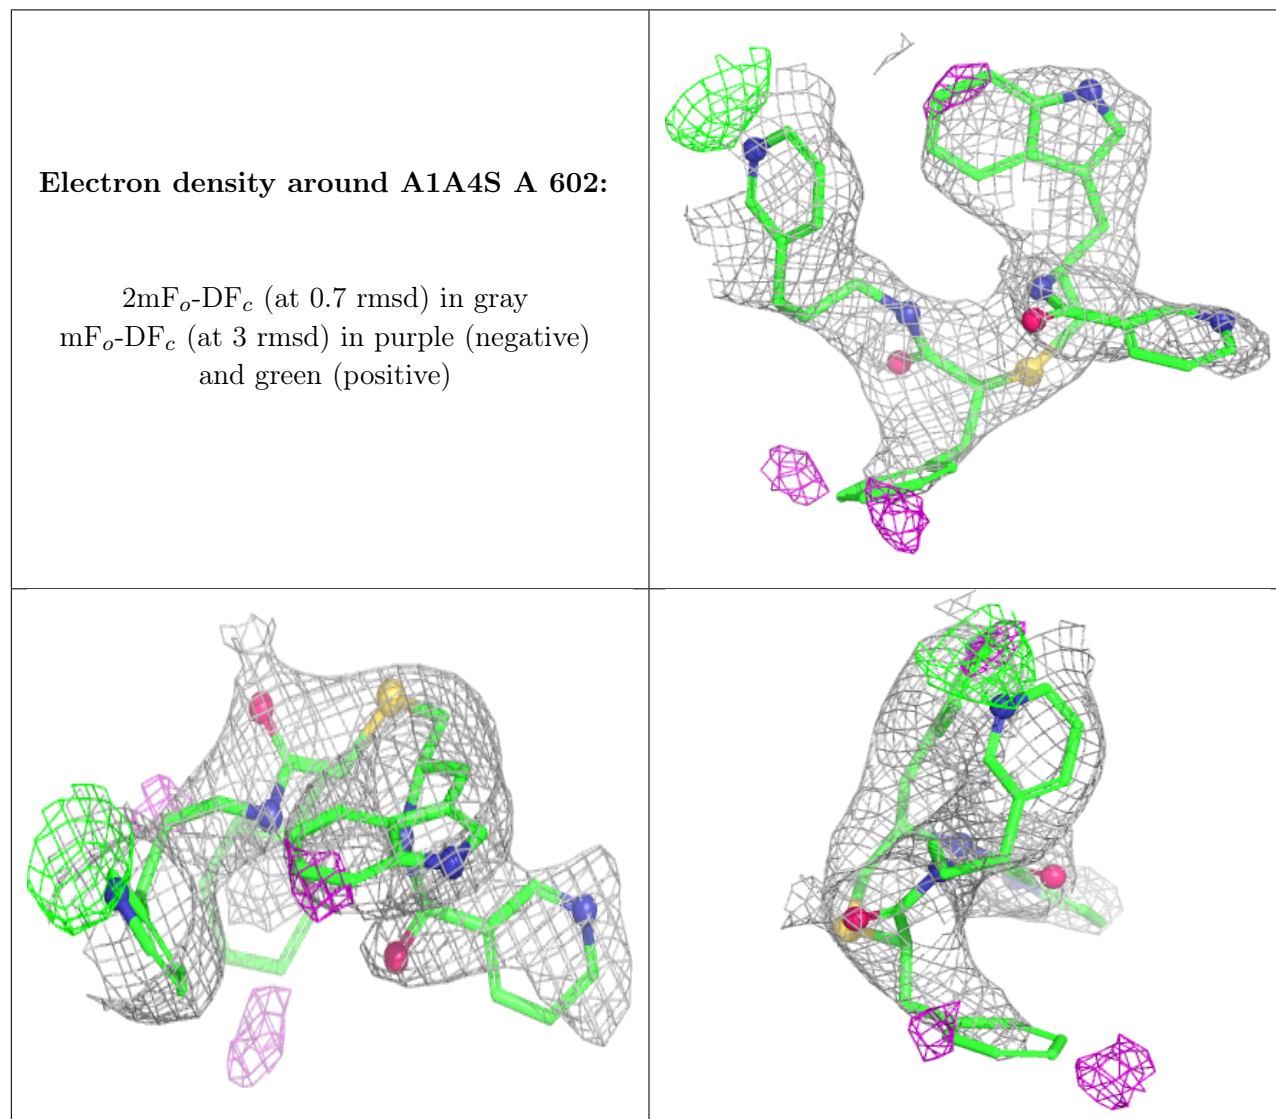 Electron density around A1A4S A 602:
2mFo-DFc (at 0.7 rmsd) in gray
mFo-DFc (at 3 rmsd) in purple (negative)
and green (positive)